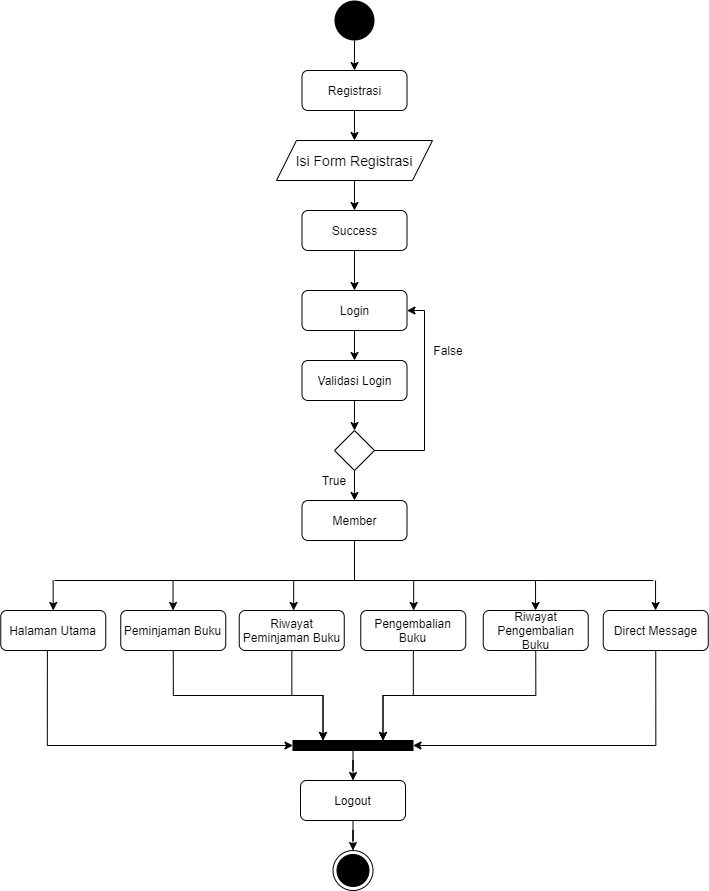 Registrasi
Isi Form Registrasi
Success
Login
False
Validasi Login
True
Member
Halaman Utama
Peminjaman Buku
Riwayat
Peminjaman Buku
Pengembalian
Buku
Riwayat
Pengembalian
Buku
Direct Message
Logout